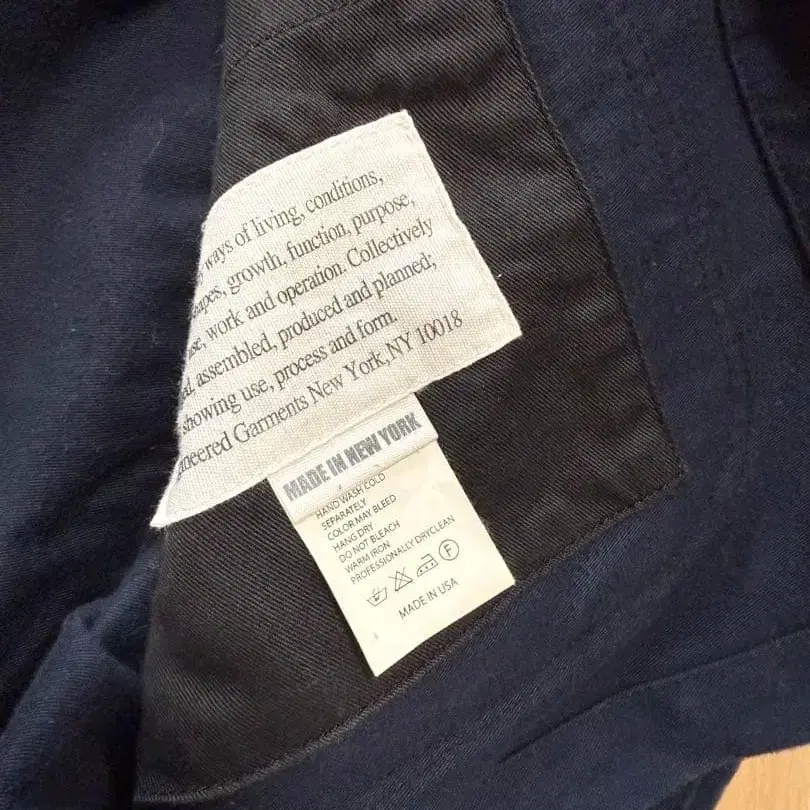 ways of living, conditions,
growth, function, purpose,
work and operation. Collectively
assembled, produced and planned;
showing use, process and form.
Garments New York, NY 10018
MADE IN NEW YORK
HAND WASH COLD
SEPARATELY
COLOR MAY BLEED
HANG DRY
DO NOT BLEACH
WARM IRON
PROFESSIONALLY DRYCLEAN
F
MADE IN USA